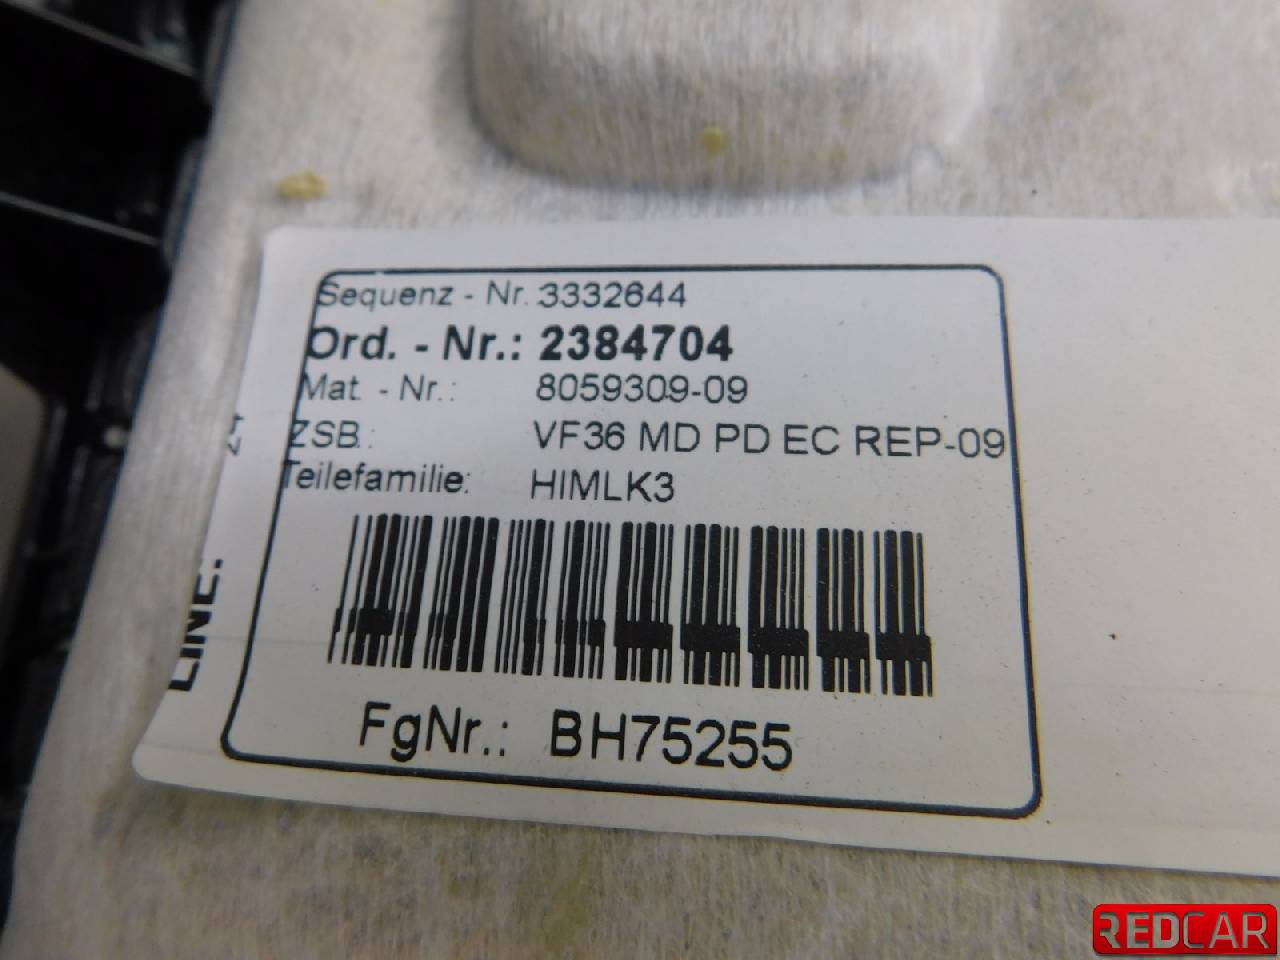 Sequenz - Nr. 3332644
Ord. - Nr.: 2384704
Mat. - Nr.: 8059309-09
ZSB.: VF36 MD PD EC REP-09
Teilefamilie: HIMLK3
FgNr.: BH75255
LINE:
REDCAR